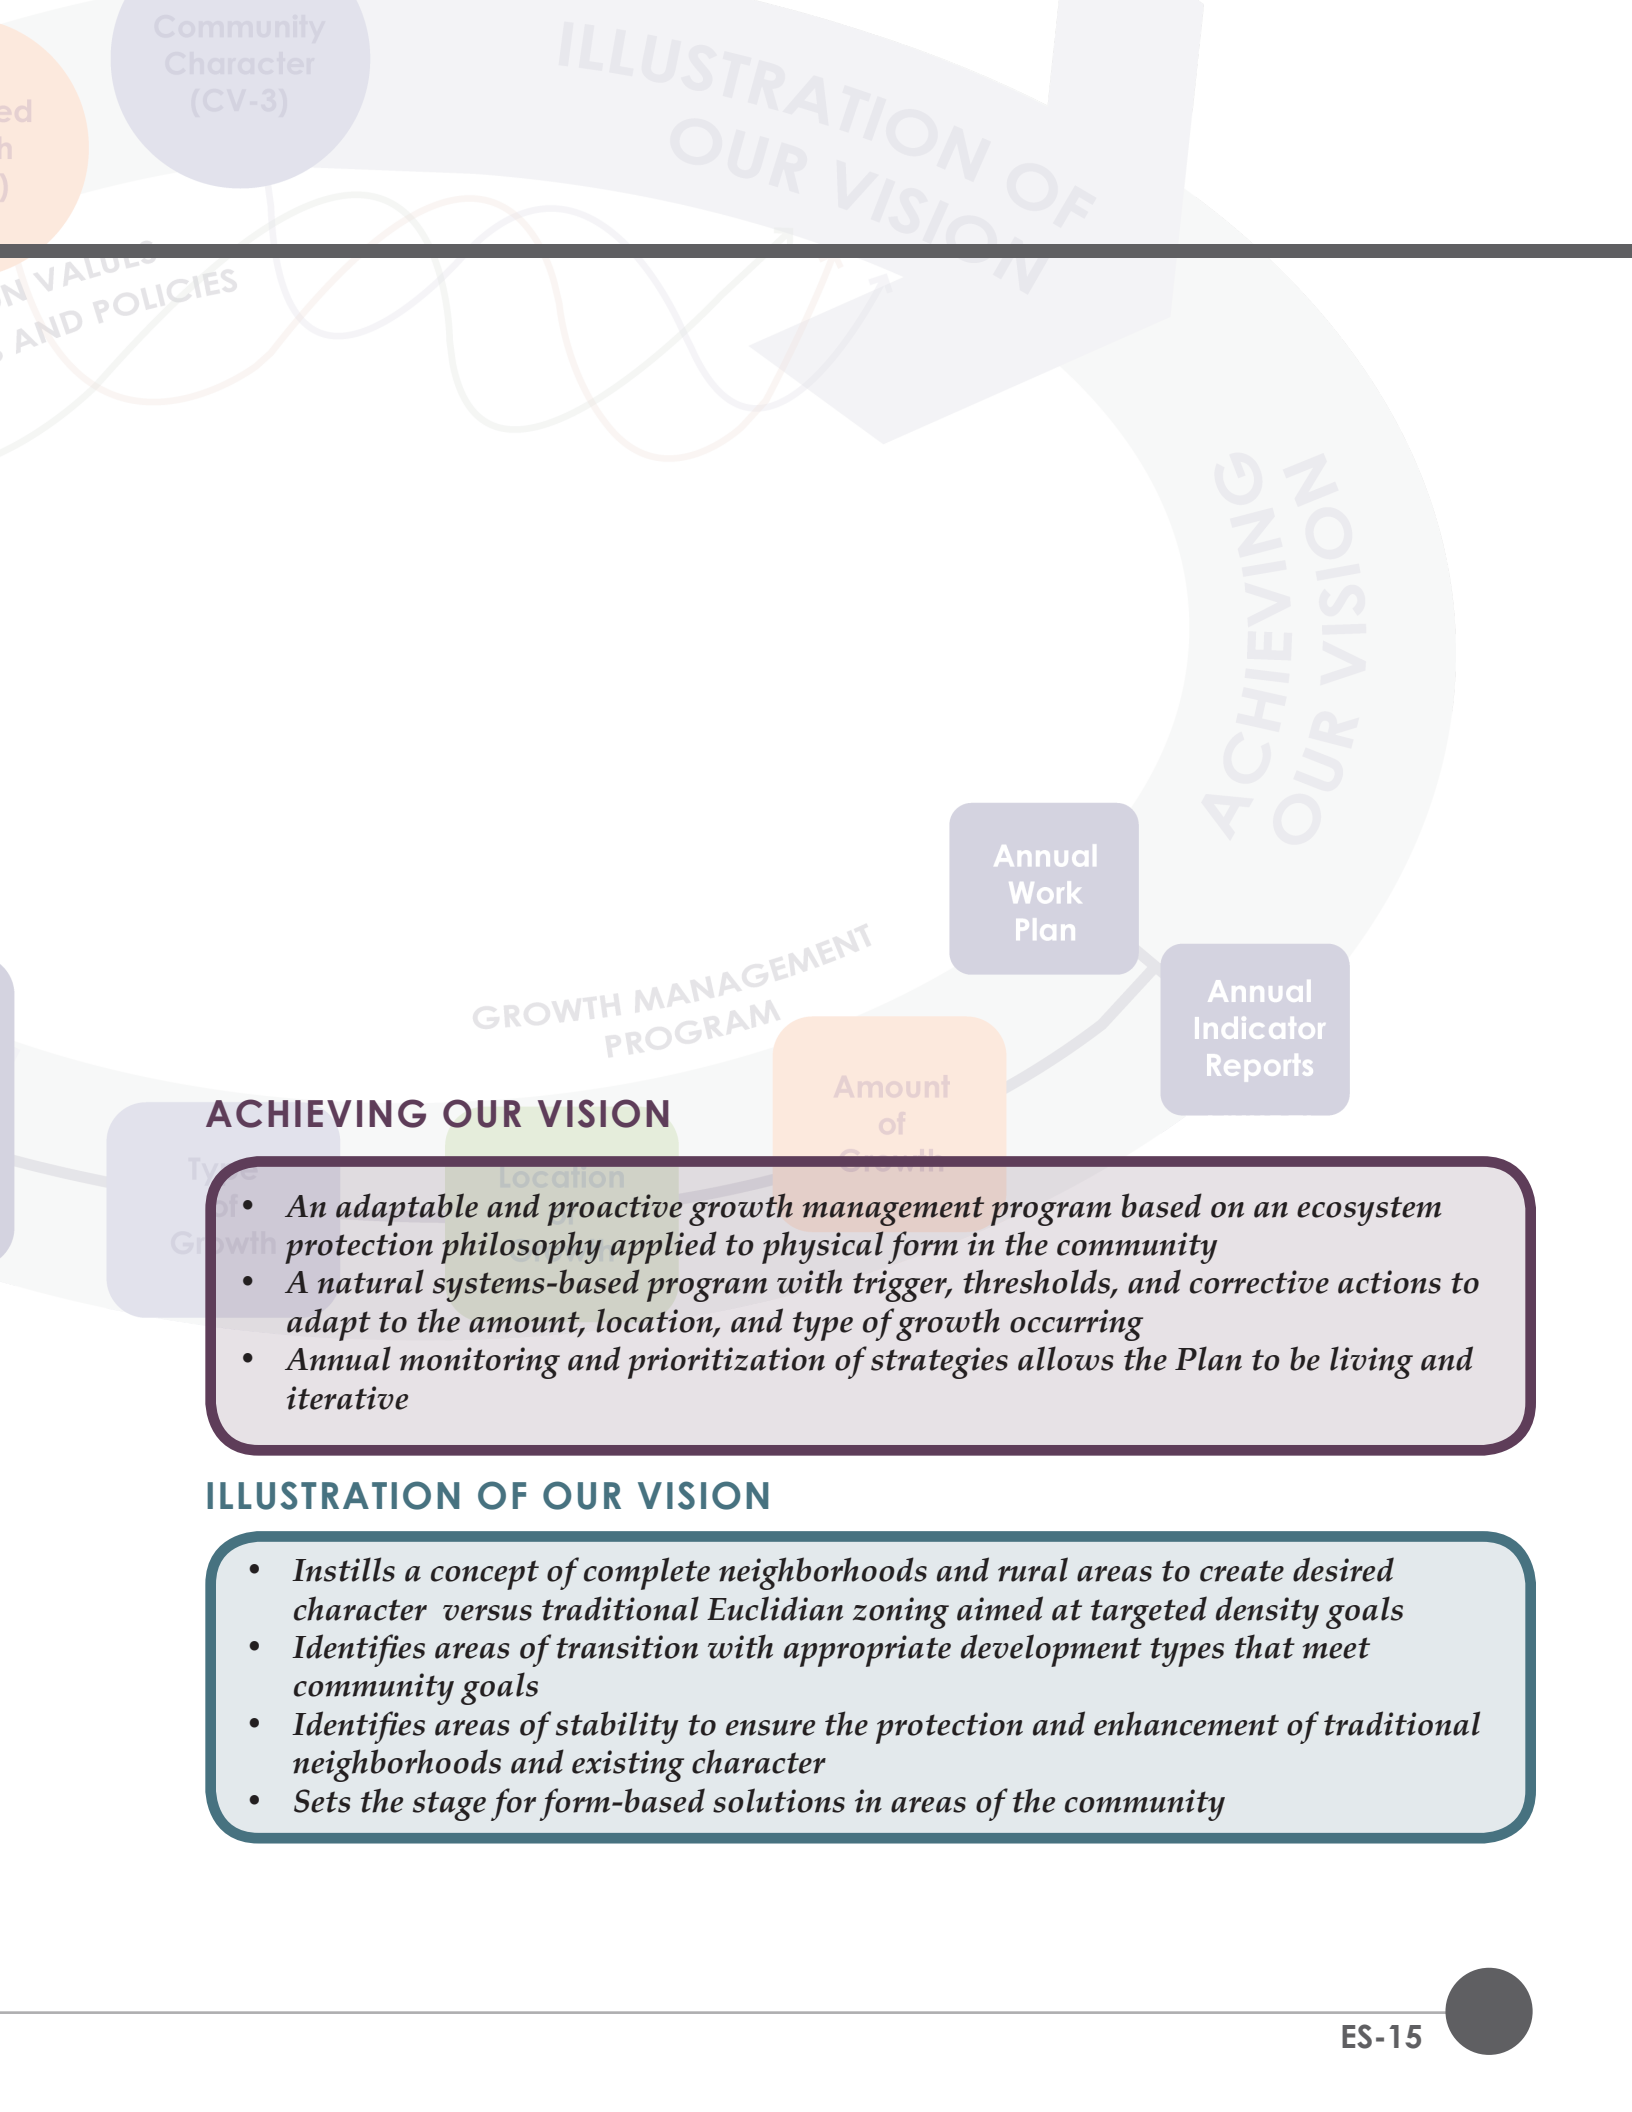 Community
Character
(CV-3)
ILLUSTRATION OF
OUR VISION
VALUES
AND POLICIES
ACHIEVING
OUR VISION
Annual
Work
Plan
Annual
Indicator
Reports
GROWTH MANAGEMENT
PROGRAM
Amount
of
Growth
Location
of
Growth
Type
of
Growth
ACHIEVING OUR VISION
• An adaptable and proactive growth management program based on an ecosystem
protection philosophy applied to physical form in the community
• A natural systems-based program with trigger, thresholds, and corrective actions to
adapt to the amount, location, and type of growth occurring
• Annual monitoring and prioritization of strategies allows the Plan to be living and
iterative
ILLUSTRATION OF OUR VISION
• Instills a concept of complete neighborhoods and rural areas to create desired
character versus traditional Euclidian zoning aimed at targeted density goals
• Identifies areas of transition with appropriate development types that meet
community goals
• Identifies areas of stability to ensure the protection and enhancement of traditional
neighborhoods and existing character
• Sets the stage for form-based solutions in areas of the community
ES-15